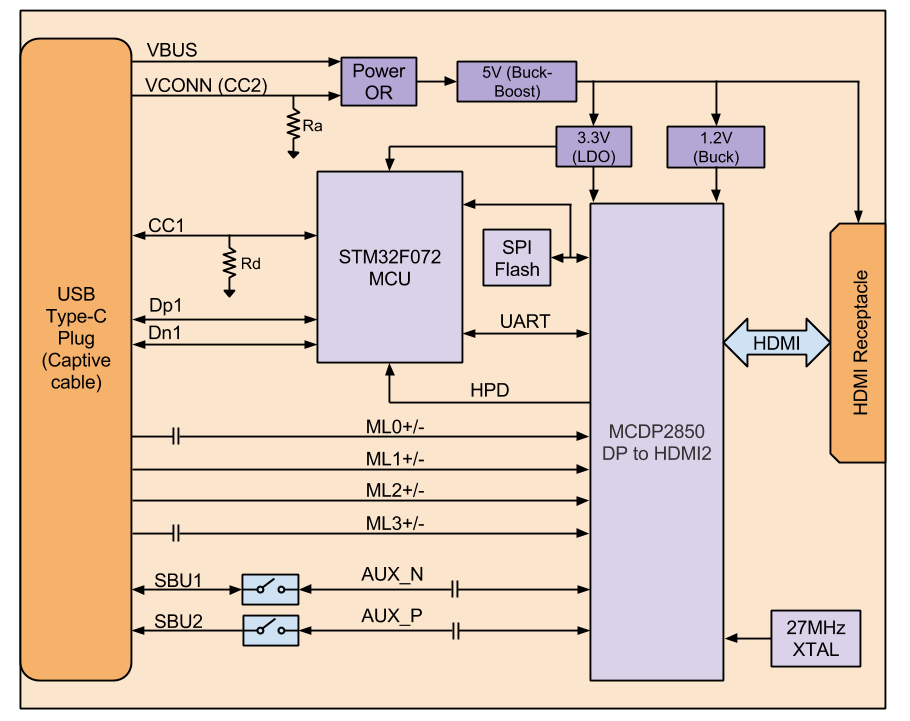 VBUS
VCONN (CC2)
Power
OR
5V (Buck-
Boost)
Ra
3.3V
(LDO)
1.2V
(Buck)
CC1
Rd
STM32F072
MCU
SPI
Flash
USB
Type-C
Plug
(Captive
cable)
Dp1
Dn1
UART
HDMI
HDMI Receptacle
HPD
MCDP2850
DP to HDMI2
ML0+/-
ML1+/-
ML2+/-
ML3+/-
SBU1
AUX_N
SBU2
AUX_P
27MHz
XTAL